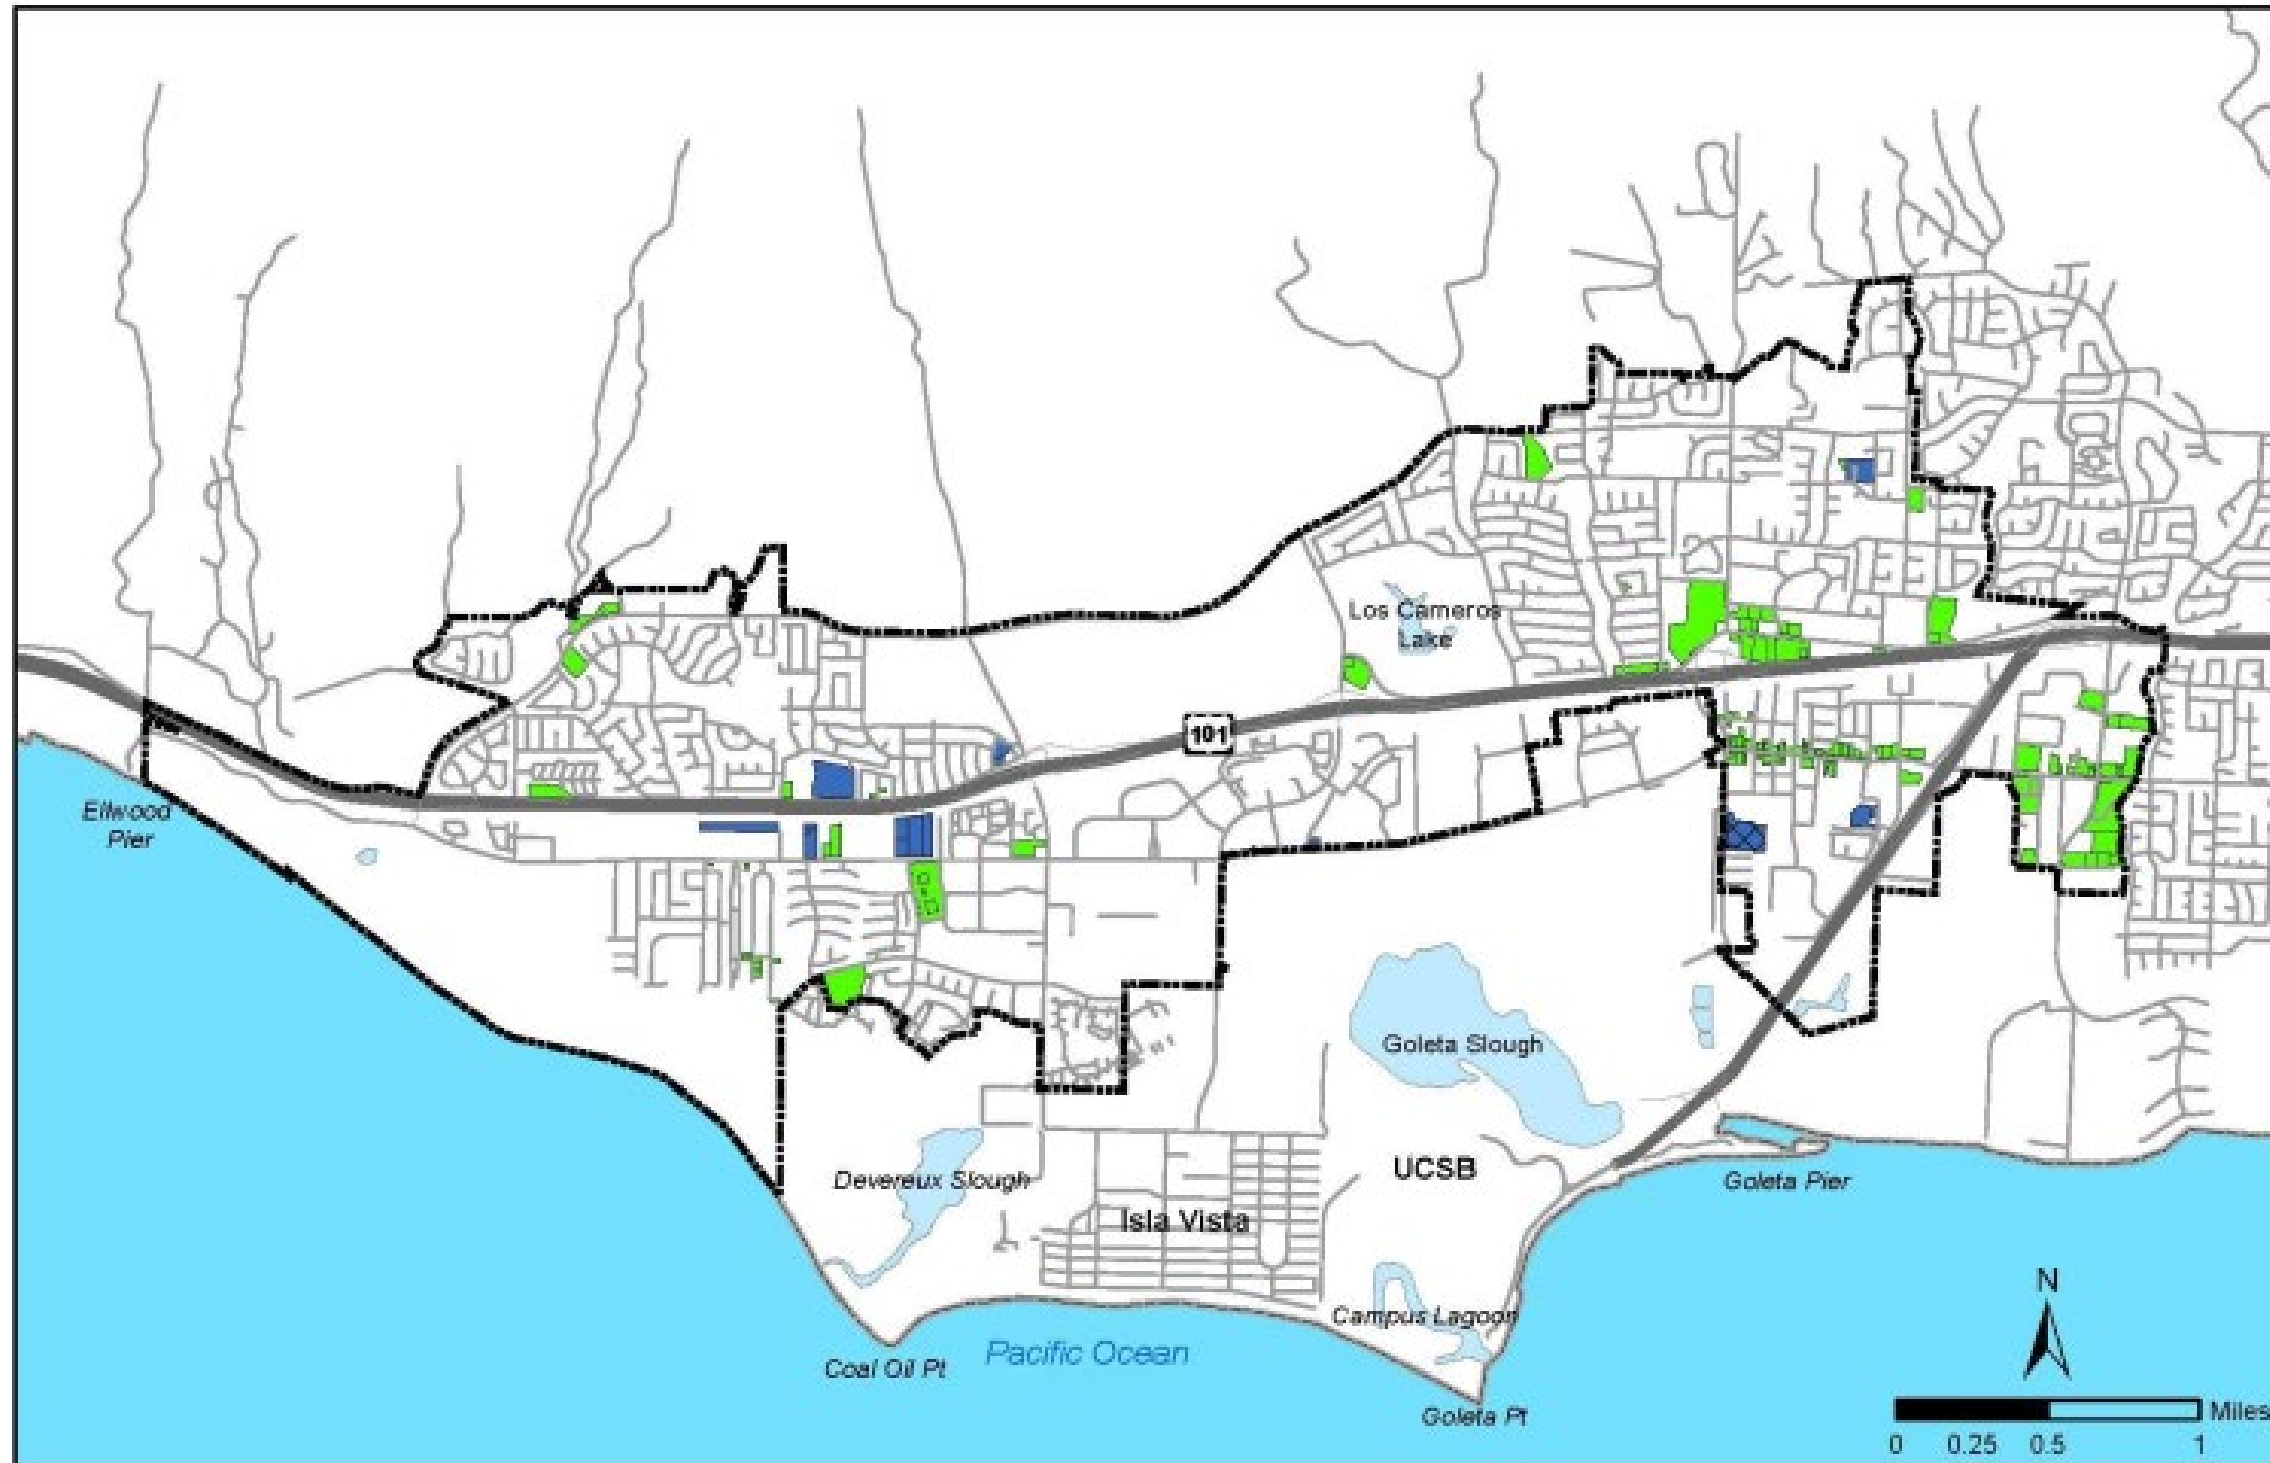 Los Carneros
Lake
101
Ellwood
Pier
Goleta Slough
UCSB
Devereux Slough
Goleta Pier
Isla Vista
N
Campus Lagoon
Pacific Ocean
Coal Oil Pt
Goleta Pt
Miles
0 0.25 0.5 1